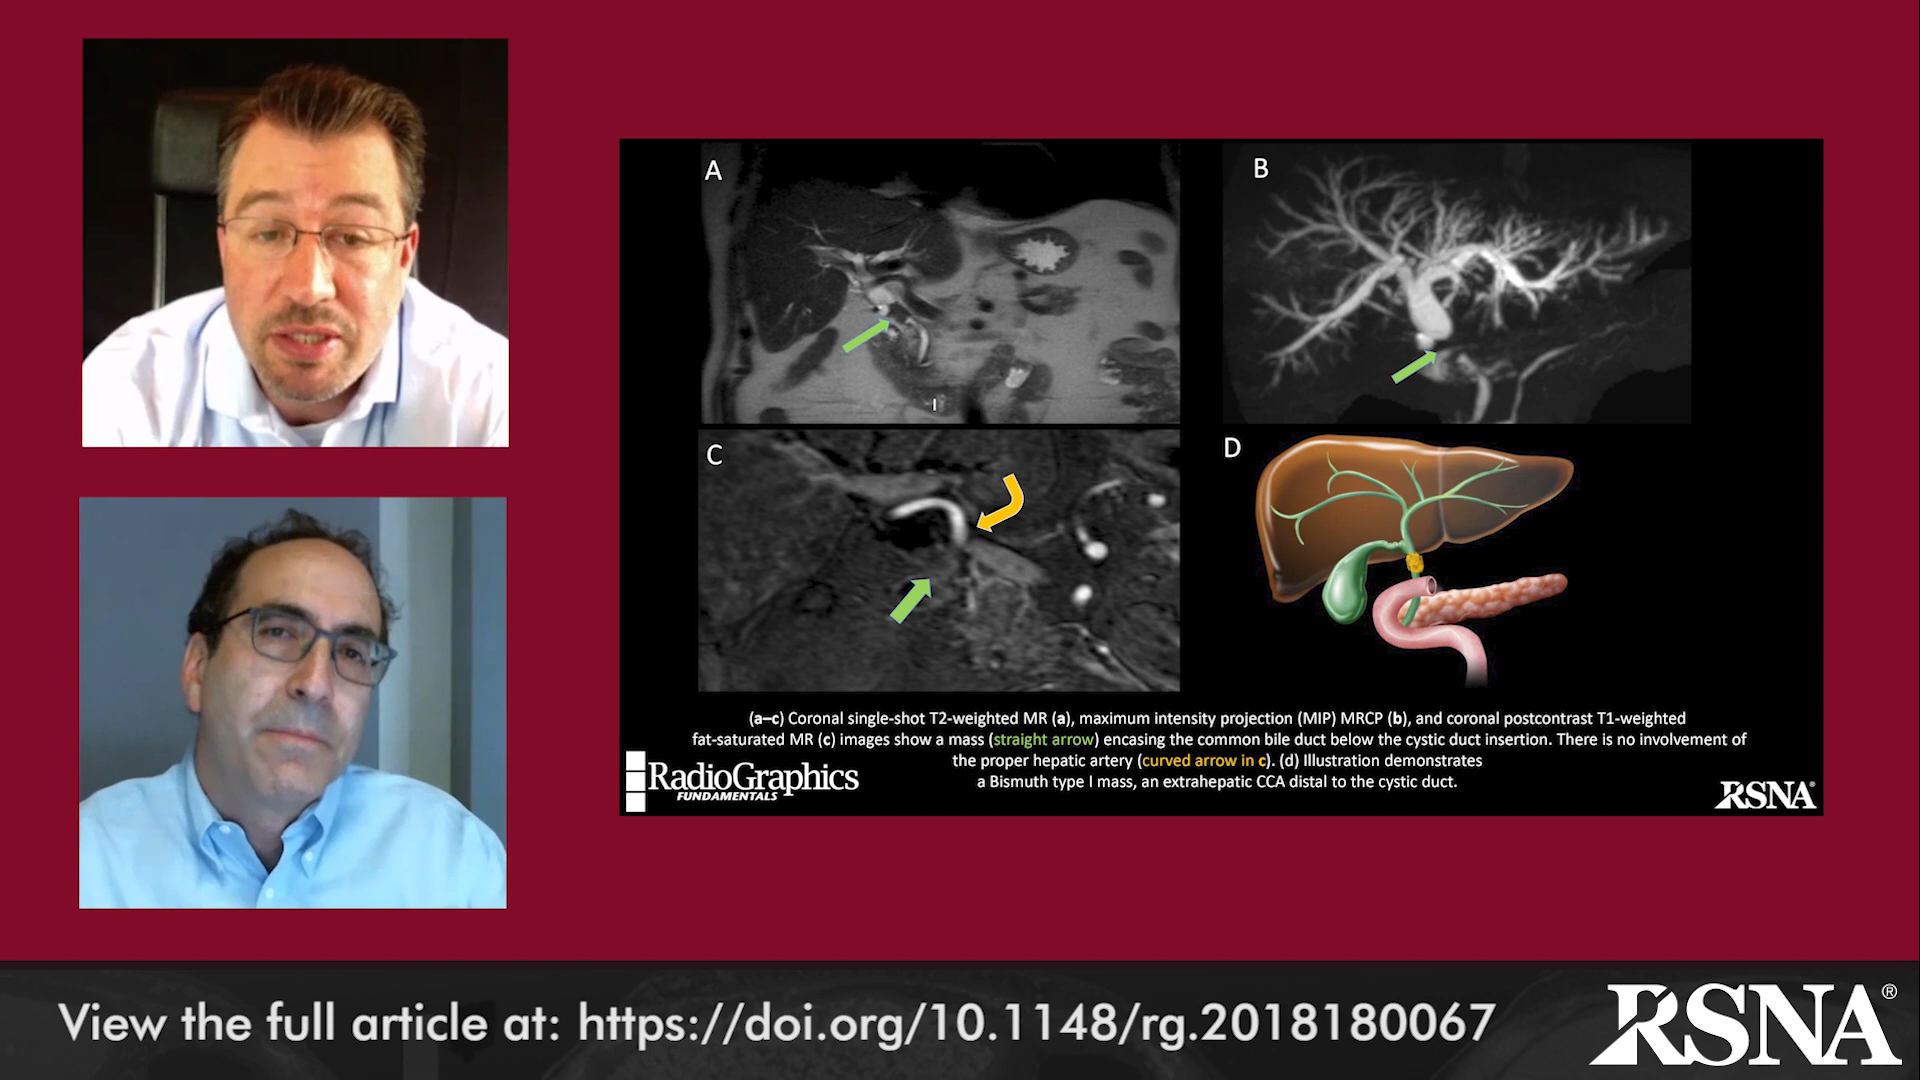 A
B
C
D
I
(a–c) Coronal single-shot T2-weighted MR (a), maximum intensity projection (MIP) MRCP (b), and coronal postcontrast T1-weighted
fat-saturated MR (c) images show a mass (straight arrow) encasing the common bile duct below the cystic duct insertion. There is no involvement of
the proper hepatic artery (curved arrow in c). (d) Illustration demonstrates
a Bismuth type I mass, an extrahepatic CCA distal to the cystic duct.
RadioGraphics
FUNDAMENTALS
RSNA
View the full article at: https://doi.org/10.1148/rg.2018180067
RSNA®